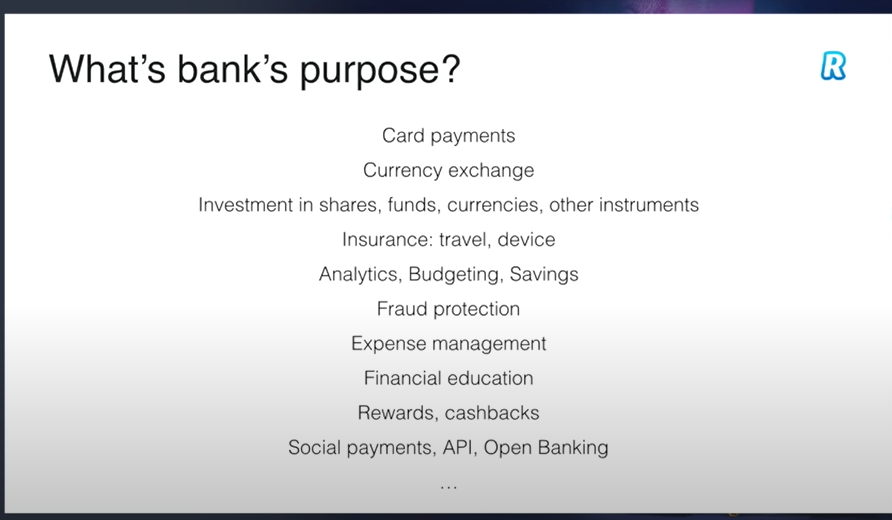 What's bank's purpose?
R
Card payments
Currency exchange
Investment in shares, funds, currencies, other instruments
Insurance: travel, device
Analytics, Budgeting, Savings
Fraud protection
Expense management
Financial education
Rewards, cashbacks
Social payments, API, Open Banking
...